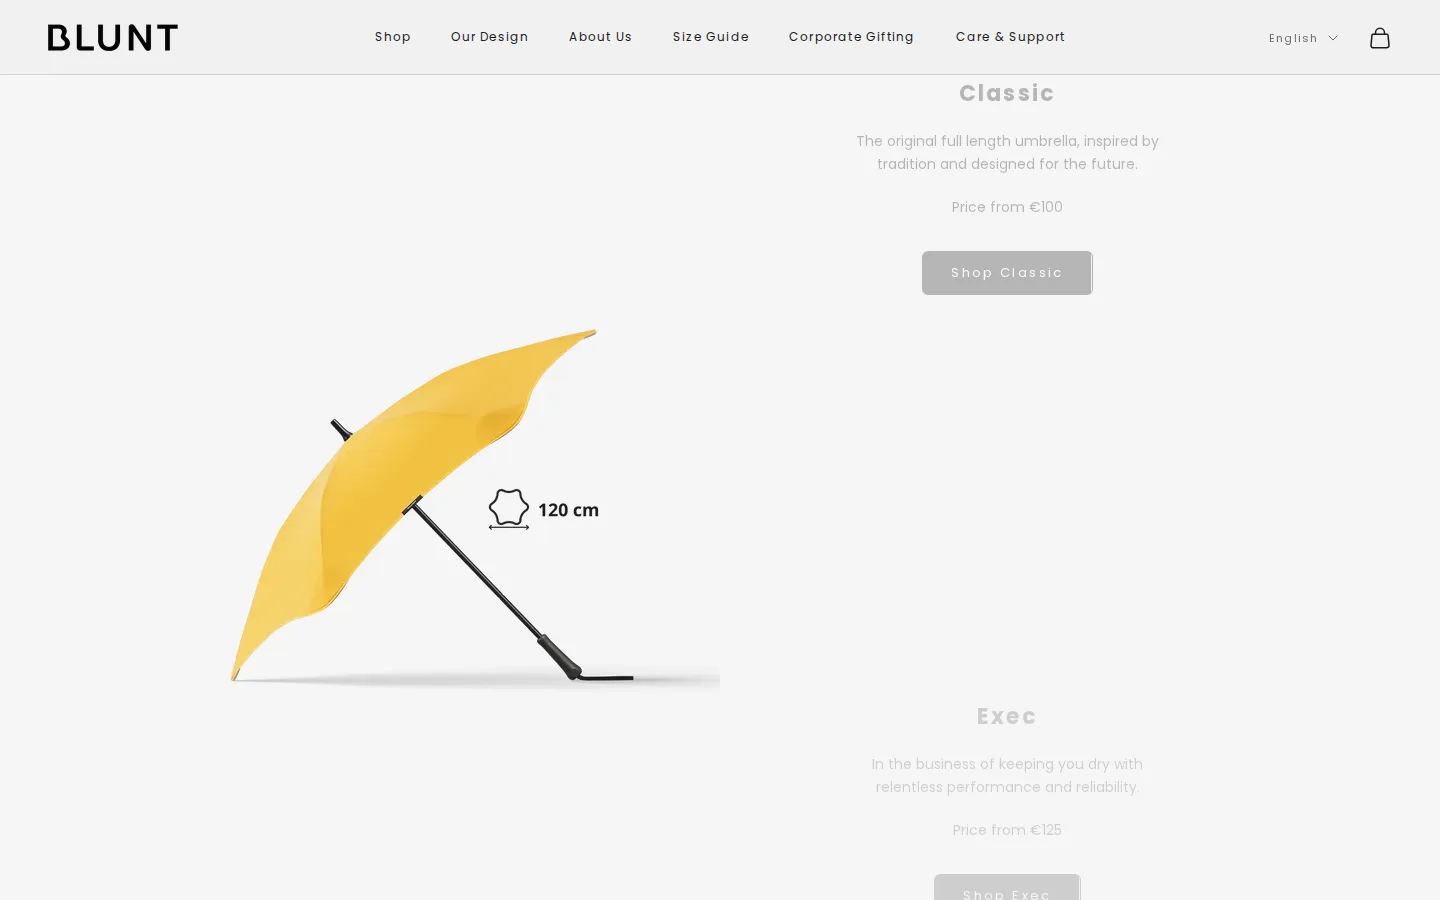 BLUNT
Shop
Our Design
About Us
Size Guide
Corporate Gifting
Care & Support
English
Classic
The original full length umbrella, inspired by
tradition and designed for the future.
Price from €100
Shop Classic
120 cm
Exec
In the business of keeping you dry with
relentless performance and reliability.
Price from €125
Shop Exec